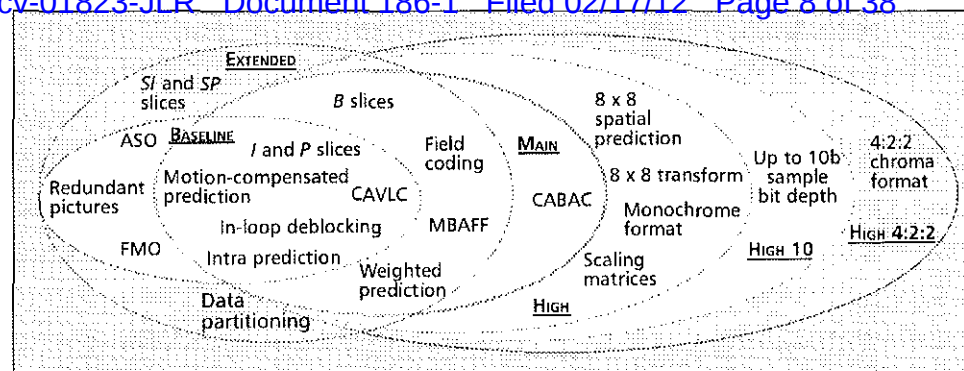 cv-01823-JLR Document 186-1 Filed 02/17/12 Page 8 of 38
EXTENDED
SI and SP
slices
B slices
ASO
BASELINE
I and P slices
Field
coding
MAIN
8 x 8
spatial
prediction
Redundant
pictures
Motion-compensated
prediction
CAVLC
CABAC
8 x 8 transform
Up to 10b
sample
bit depth
4:2:2
chroma
format
In-loop deblocking
MBAFF
Monochrome
format
FMO
Intra prediction
HIGH 10
HIGH 4:2:2
Weighted
prediction
Scaling
matrices
Data
partitioning
HIGH